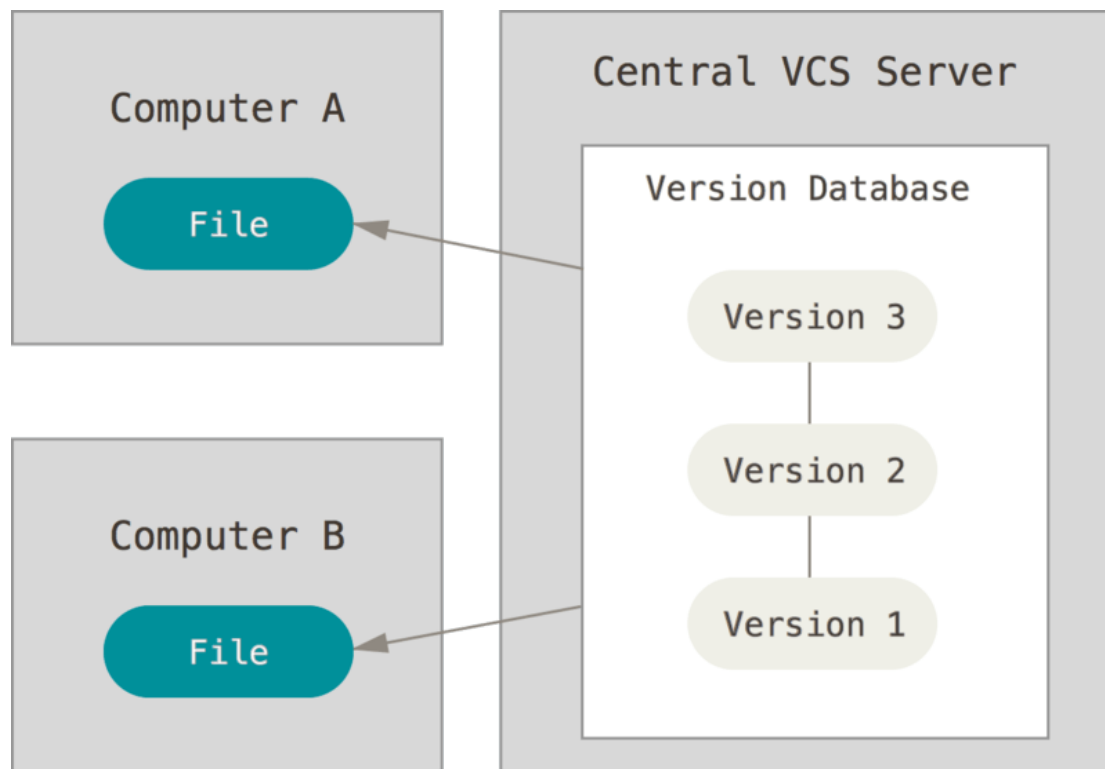 Computer A
File
Computer B
File
Central VCS Server
Version Database
Version 3
Version 2
Version 1